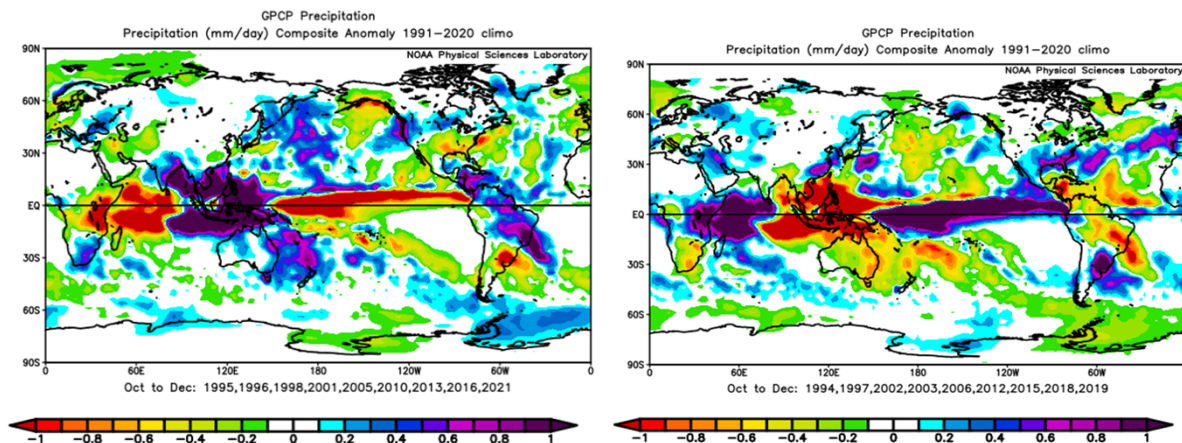 GPCP Precipitation
Precipitation (mm/day) Composite Anomaly 1991-2020 climo
NOAA Physical Sciences Laboratory
90N
60N
30N
EQ
30S
60S
90S
0
60E
120E
180
120W
60W
0
Oct to Dec: 1995,1996,1998,2001,2005,2010,2013,2016,2021
-1 -0.8 -0.6 -0.4 -0.2 0 0.2 0.4 0.6 0.8 1
GPCP Precipitation
Precipitation (mm/day) Composite Anomaly 1991-2020 climo
NOAA Physical Sciences Laboratory
90N
60N
30N
EQ
30S
60S
90S
0
60E
120E
180
120W
60W
Oct to Dec: 1994,1997,2002,2003,2006,2012,2015,2018,2019
-1 -0.8 -0.6 -0.4 -0.2 0 0.2 0.4 0.6 0.8 1